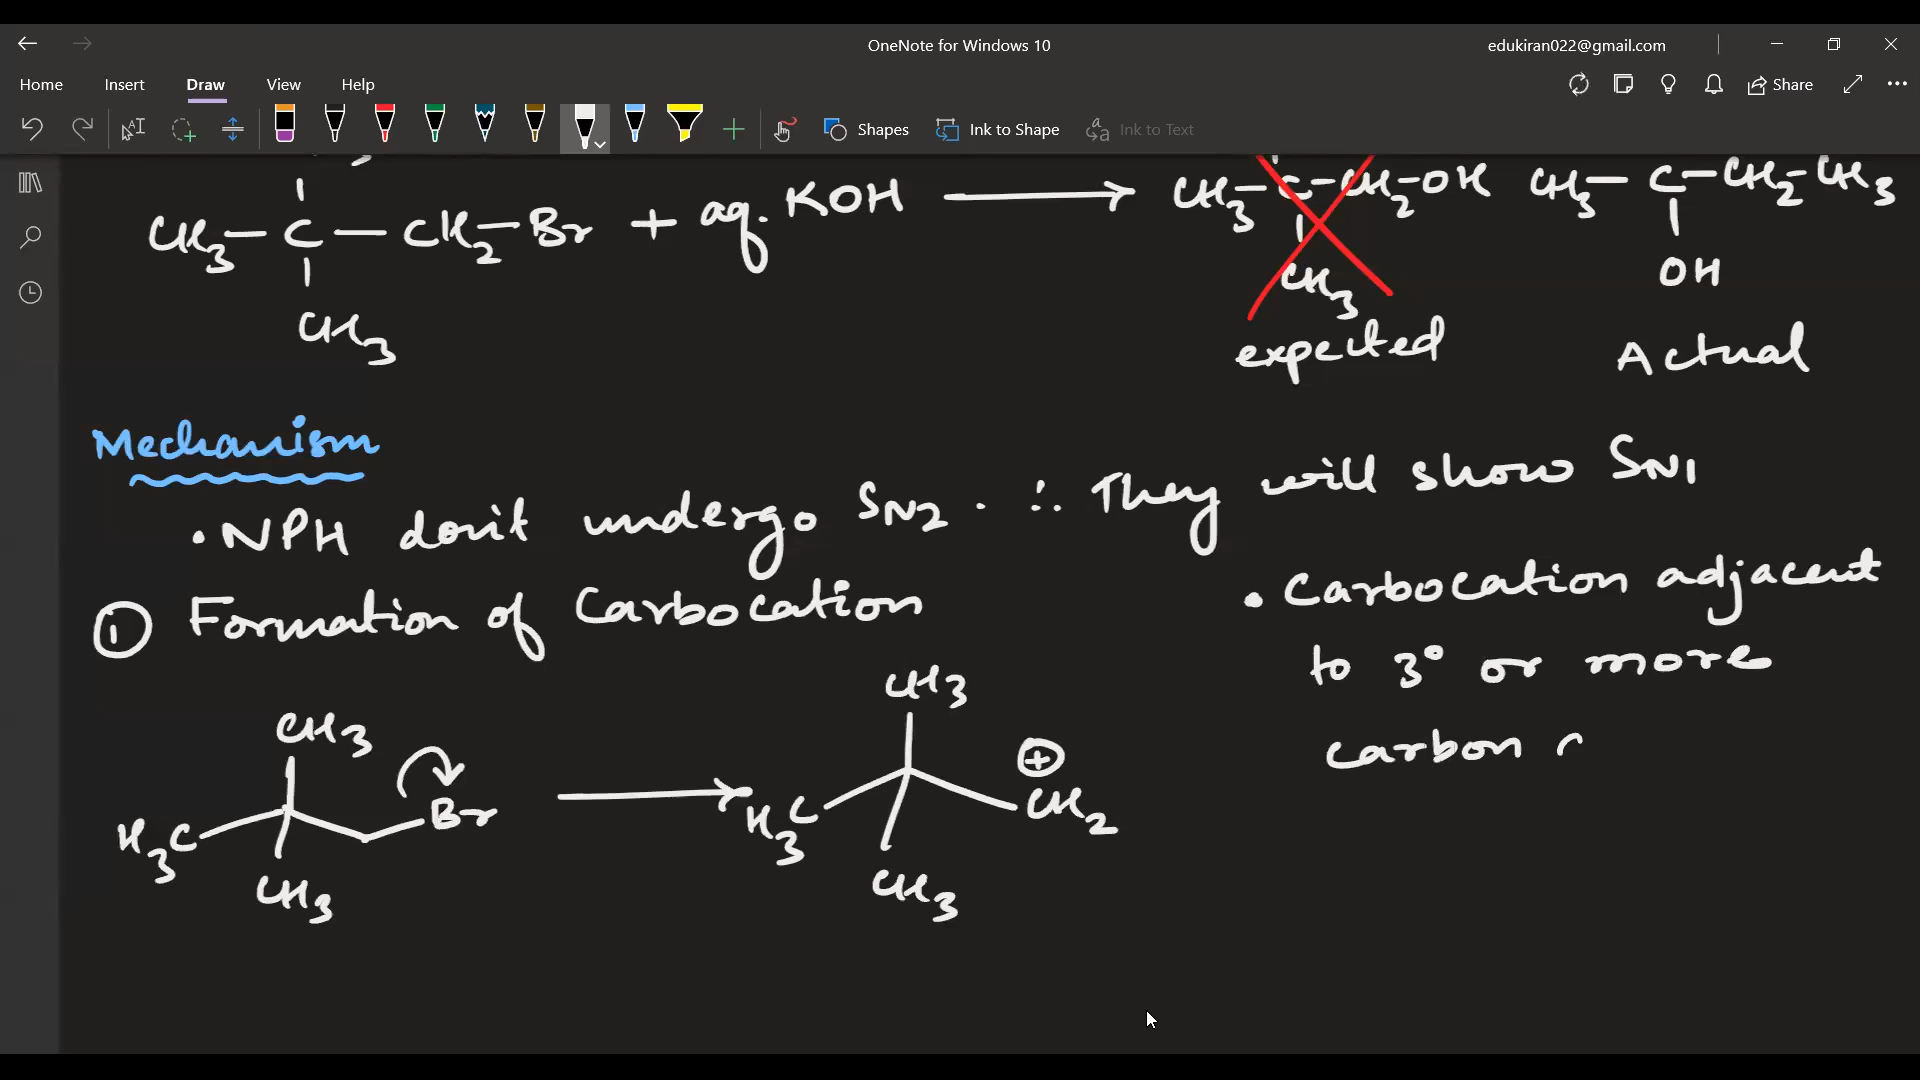 OneNote for Windows 10
edukiran022@gmail.com
Home Insert Draw View Help
Share
Shapes Ink to Shape Ink to Text
CH3-C-CH2-Br + aq. KOH → CH3-C-CH2-OH CH3-C-CH2-CH3
CH3
CH3
OH
expected
Actual
Mechanism
• NPH don't undergo SN2 . ∴ They will show SN1
① Formation of Carbocation
• Carbocation adjacent
to 3° or more
carbon
CH3
H3C
Br
CH3
→
CH3
H3C
⊕
CH2
CH3